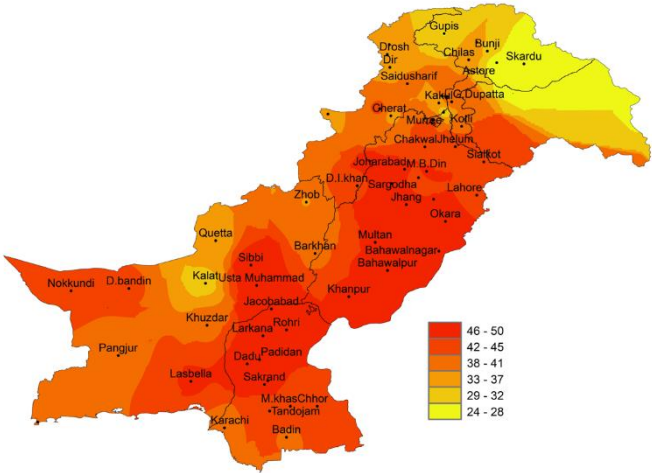 Gupis
Drosh
Bunji
Chilas
Skardu
Dir
Astore
Saidusharif
Kakul
G.Dupatta
Cherat
Murree
Kotli
Chakwal
Jhelum
Sialkot
Joharabad
M.B.Din
D.I.khan
Sargodha
Zhob
Jhang
Lahore
Okara
Quetta
Multan
Barkhan
Bahawalnagar
Sibbi
Bahawalpur
Kalat
Usta Muhammad
Nokkundi
D.bandin
Khanpur
Jacobabad
Khuzdar
Larkana
Rohri
Pangjur
Dadu
Padidan
Lasbella
Sakrand
M.khas
Chhor
Tandojam
Karachi
Badin
46 - 50
42 - 45
38 - 41
33 - 37
29 - 32
24 - 28